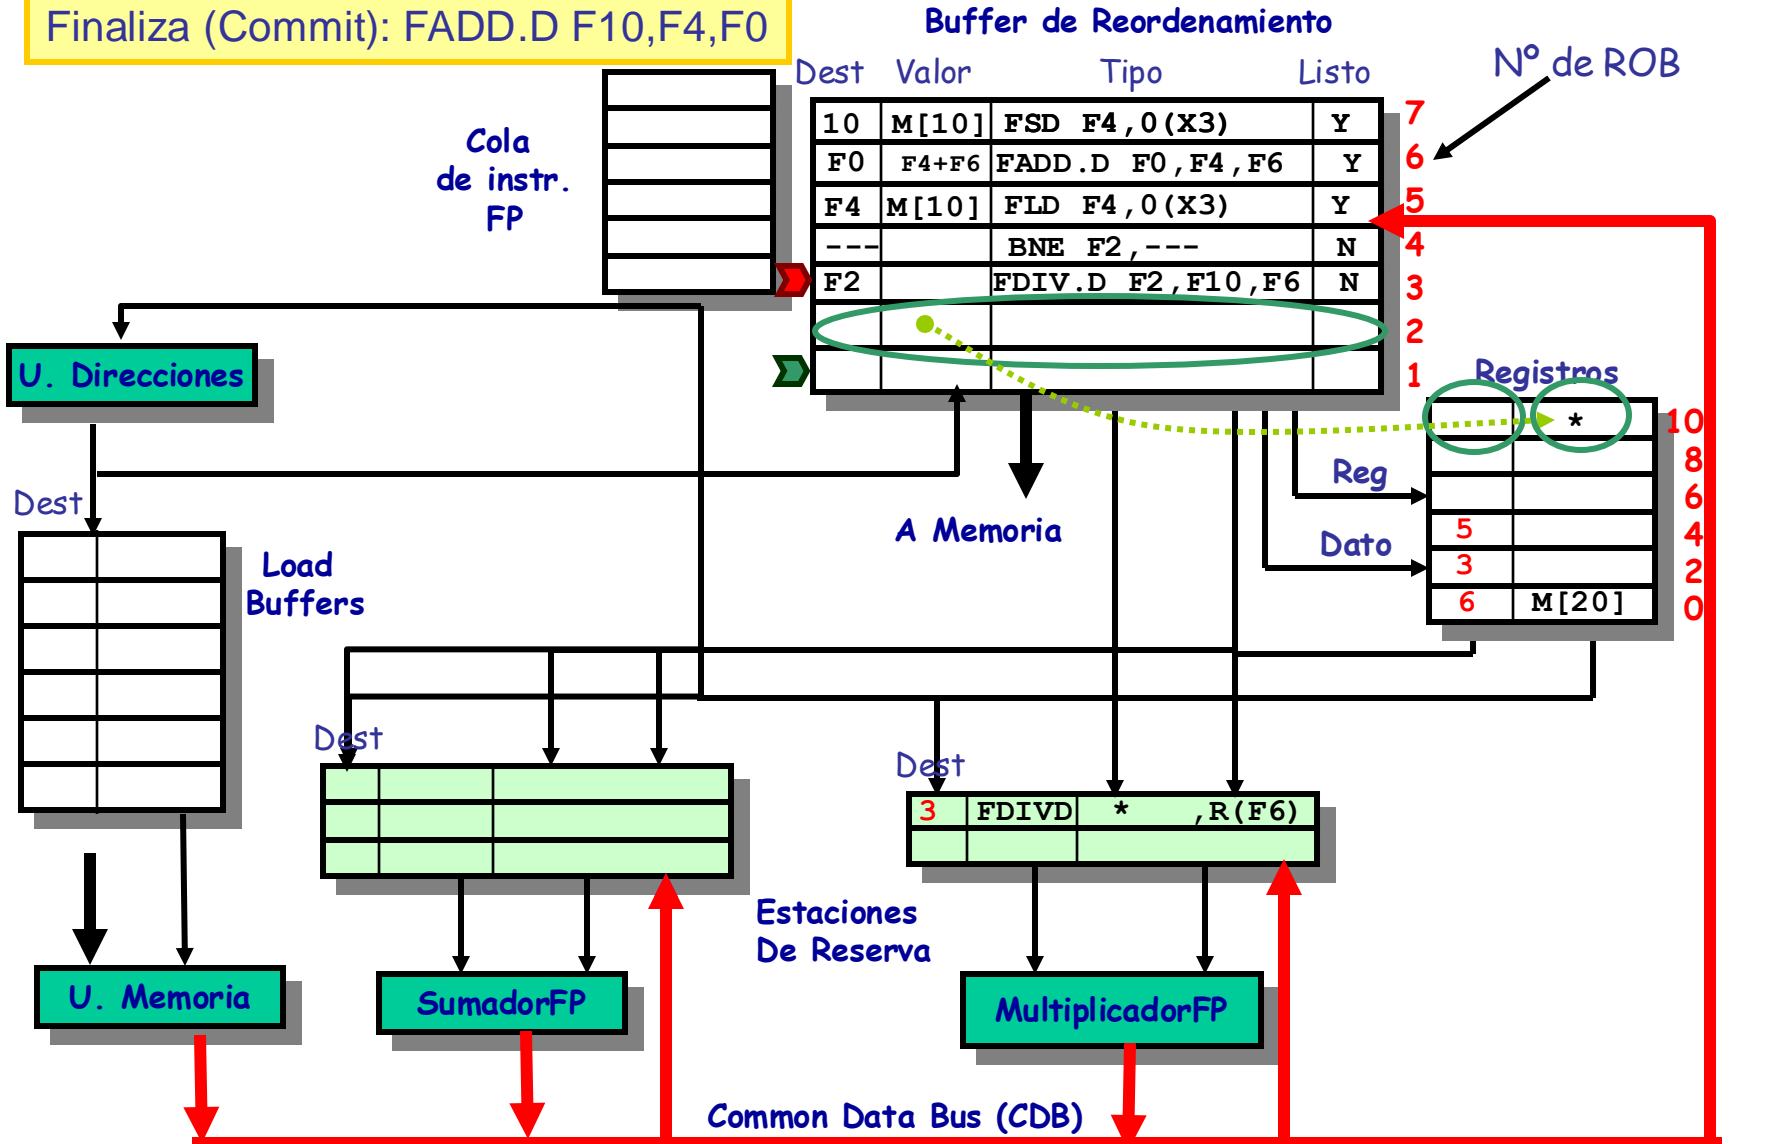 Finaliza (Commit): FADD.D F10,F4,F0
Buffer de Reordenamiento
Nº de ROB
Dest Valor Tipo Listo
10 M[10] FSD F4,0(X3) Y 7
F0 F4+F6 FADD.D F0,F4,F6 Y 6
F4 M[10] FLD F4,0(X3) Y 5
--- BNE F2,--- N 4
F2 FDIV.D F2,F10,F6 N 3
2
1
Cola
de instr.
FP
U. Direcciones
Registros
* 10
8
6
5 4
3 2
6 M[20] 0
Reg
Dato
A Memoria
Dest
Load
Buffers
Dest
Dest
3 FDIVD * ,R(F6)
Estaciones
De Reserva
U. Memoria
SumadorFP
MultiplicadorFP
Common Data Bus (CDB)